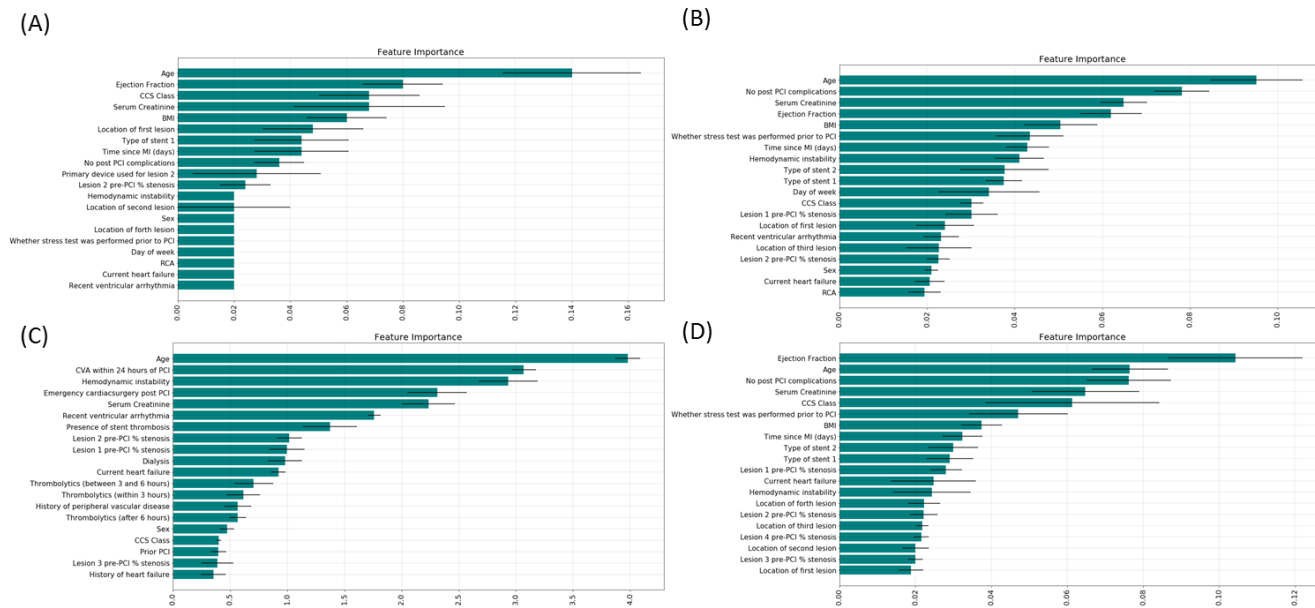 (A)
Feature Importance
Age
Ejection Fraction
CCS Class
Serum Creatinine
BMI
Location of first lesion
Type of stent 1
Time since MI (days)
No post PCI complications
Primary device used for lesion 2
Lesion 2 pre-PCI % stenosis
Hemodynamic instability
Location of second lesion
Sex
Location of forth lesion
Whether stress test was performed prior to PCI
Day of week
RCA
Current heart failure
Recent ventricular arrhythmia
0.00 0.02 0.04 0.06 0.08 0.10 0.12 0.14 0.16
(B)
Feature Importance
Age
No post PCI complications
Serum Creatinine
Ejection Fraction
BMI
Whether stress test was performed prior to PCI
Time since MI (days)
Hemodynamic instability
Type of stent 2
Type of stent 1
Day of week
CCS Class
Lesion 1 pre-PCI % stenosis
Location of first lesion
Recent ventricular arrhythmia
Location of third lesion
Lesion 2 pre-PCI % stenosis
Sex
Current heart failure
RCA
0.00 0.02 0.04 0.06 0.08 0.10
(C)
Feature Importance
Age
CVA within 24 hours of PCI
Hemodynamic instability
Emergency cardiacsurgery post PCI
Serum Creatinine
Recent ventricular arrhythmia
Presence of stent thrombosis
Lesion 2 pre-PCI % stenosis
Lesion 1 pre-PCI % stenosis
Dialysis
Current heart failure
Thrombolytics (between 3 and 6 hours)
Thrombolytics (within 3 hours)
History of peripheral vascular disease
Thrombolytics (after 6 hours)
Sex
CCS Class
Prior PCI
Lesion 3 pre-PCI % stenosis
History of heart failure
0.0 0.5 1.0 1.5 2.0 2.5 3.0 3.5 4.0
(D)
Feature Importance
Ejection Fraction
Age
No post PCI complications
Serum Creatinine
CCS Class
Whether stress test was performed prior to PCI
BMI
Time since MI (days)
Type of stent 2
Type of stent 1
Lesion 1 pre-PCI % stenosis
Current heart failure
Hemodynamic instability
Location of forth lesion
Lesion 2 pre-PCI % stenosis
Location of third lesion
Lesion 4 pre-PCI % stenosis
Location of second lesion
Lesion 3 pre-PCI % stenosis
Location of first lesion
0.00 0.02 0.04 0.06 0.08 0.10 0.12